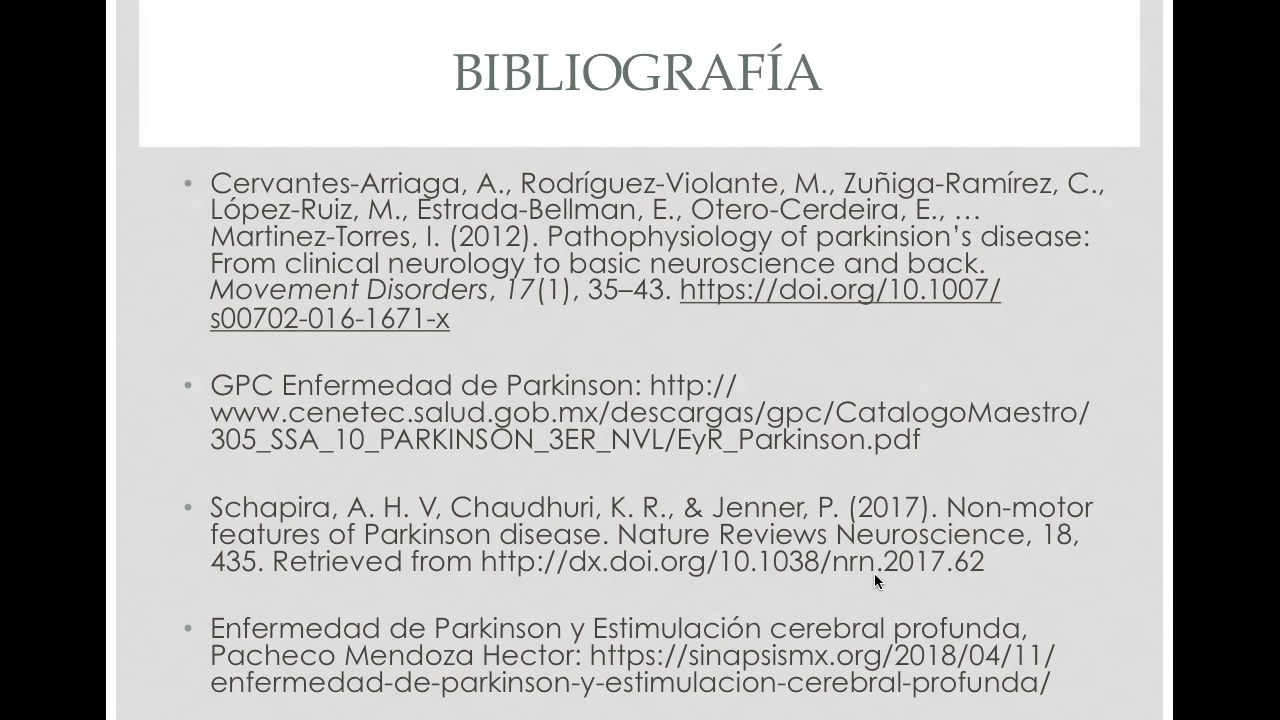 BIBLIOGRAFÍA
• Cervantes-Arriaga, A., Rodríguez-Violante, M., Zuñiga-Ramírez, C.,
López-Ruiz, M., Estrada-Bellman, E., Otero-Cerdeira, E., …
Martinez-Torres, I. (2012). Pathophysiology of parkinsion’s disease:
From clinical neurology to basic neuroscience and back.
Movement Disorders, 17(1), 35–43. https://doi.org/10.1007/
s00702-016-1671-x
• GPC Enfermedad de Parkinson: http://
www.cenetec.salud.gob.mx/descargas/gpc/CatalogoMaestro/
305_SSA_10_PARKINSON_3ER_NVL/EyR_Parkinson.pdf
• Schapira, A. H. V, Chaudhuri, K. R., & Jenner, P. (2017). Non-motor
features of Parkinson disease. Nature Reviews Neuroscience, 18,
435. Retrieved from http://dx.doi.org/10.1038/nrn.2017.62
• Enfermedad de Parkinson y Estimulación cerebral profunda,
Pacheco Mendoza Hector: https://sinapsismx.org/2018/04/11/
enfermedad-de-parkinson-y-estimulacion-cerebral-profunda/